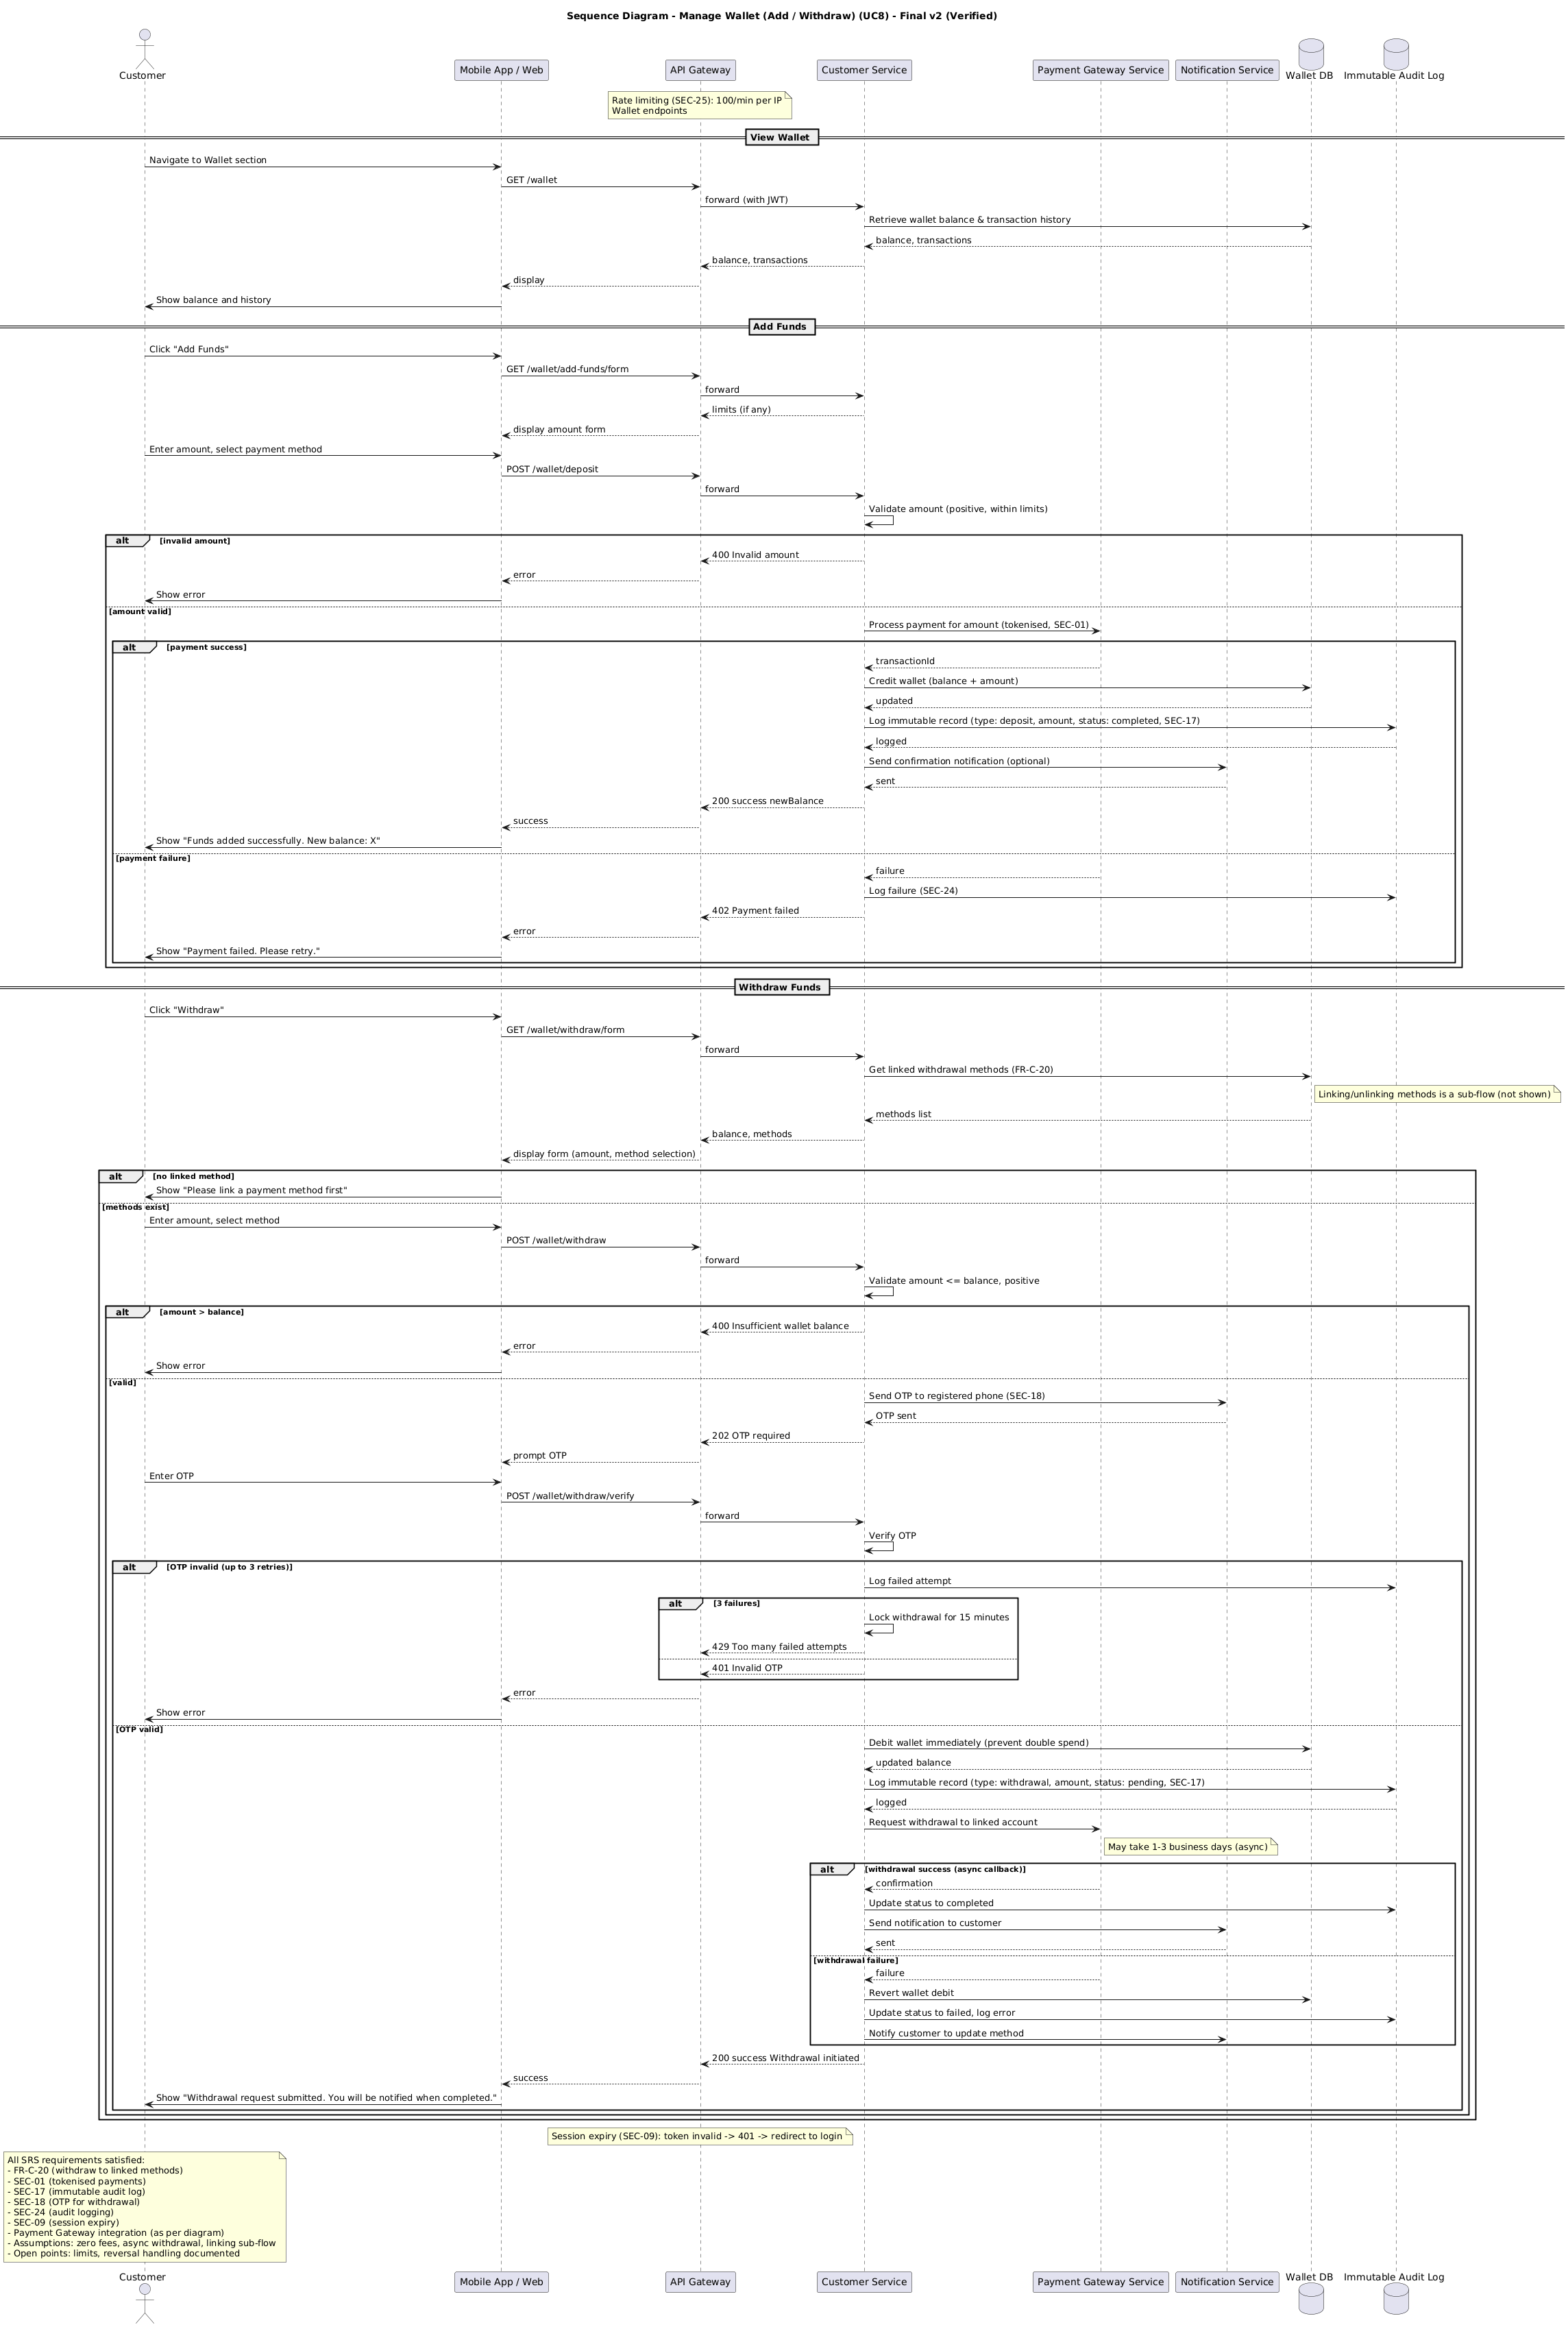 Sequence Diagram - Manage Wallet (Add / Withdraw) (UC8) - Final v2 (Verified)
Customer
Mobile App / Web
API Gateway
Customer Service
Payment Gateway Service
Notification Service
Wallet DB
Immutable Audit Log
Rate limiting (SEC-25): 100/min per IP
Wallet endpoints
View Wallet
Navigate to Wallet section
GET /wallet
forward (with JWT)
Retrieve wallet balance & transaction history
balance, transactions
balance, transactions
display
Show balance and history
Add Funds
Click "Add Funds"
GET /wallet/add-funds/form
forward
limits (if any)
display amount form
Enter amount, select payment method
POST /wallet/deposit
forward
Validate amount (positive, within limits)
alt [invalid amount]
400 Invalid amount
error
Show error
[amount valid]
Process payment for amount (tokenised, SEC-01)
alt [payment success]
transactionId
Credit wallet (balance + amount)
updated
Log immutable record (type: deposit, amount, status: completed, SEC-17)
logged
Send confirmation notification (optional)
sent
200 success newBalance
success
Show "Funds added successfully. New balance: X"
[payment failure]
failure
Log failure (SEC-24)
402 Payment failed
error
Show "Payment failed. Please retry."
Withdraw Funds
Click "Withdraw"
GET /wallet/withdraw/form
forward
Get linked withdrawal methods (FR-C-20)
Linking/unlinking methods is a sub-flow (not shown)
methods list
balance, methods
display form (amount, method selection)
alt [no linked method]
Show "Please link a payment method first"
[methods exist]
Enter amount, select method
POST /wallet/withdraw
forward
Validate amount <= balance, positive
alt [amount > balance]
400 Insufficient wallet balance
error
Show error
[valid]
Send OTP to registered phone (SEC-18)
OTP sent
202 OTP required
prompt OTP
Enter OTP
POST /wallet/withdraw/verify
forward
Verify OTP
alt [OTP invalid (up to 3 retries)]
Log failed attempt
alt [3 failures]
Lock withdrawal for 15 minutes
429 Too many failed attempts
401 Invalid OTP
error
Show error
[OTP valid]
Debit wallet immediately (prevent double spend)
updated balance
Log immutable record (type: withdrawal, amount, status: pending, SEC-17)
logged
Request withdrawal to linked account
May take 1-3 business days (async)
alt [withdrawal success (async callback)]
confirmation
Update status to completed
Send notification to customer
sent
[withdrawal failure]
failure
Revert wallet debit
Update status to failed, log error
Notify customer to update method
200 success Withdrawal initiated
success
Show "Withdrawal request submitted. You will be notified when completed."
Session expiry (SEC-09): token invalid -> 401 -> redirect to login
All SRS requirements satisfied:
- FR-C-20 (withdraw to linked methods)
- SEC-01 (tokenised payments)
- SEC-17 (immutable audit log)
- SEC-18 (OTP for withdrawal)
- SEC-24 (audit logging)
- SEC-09 (session expiry)
- Payment Gateway integration (as per diagram)
- Assumptions: zero fees, async withdrawal, linking sub-flow
- Open points: limits, reversal handling documented
Customer
Mobile App / Web
API Gateway
Customer Service
Payment Gateway Service
Notification Service
Wallet DB
Immutable Audit Log